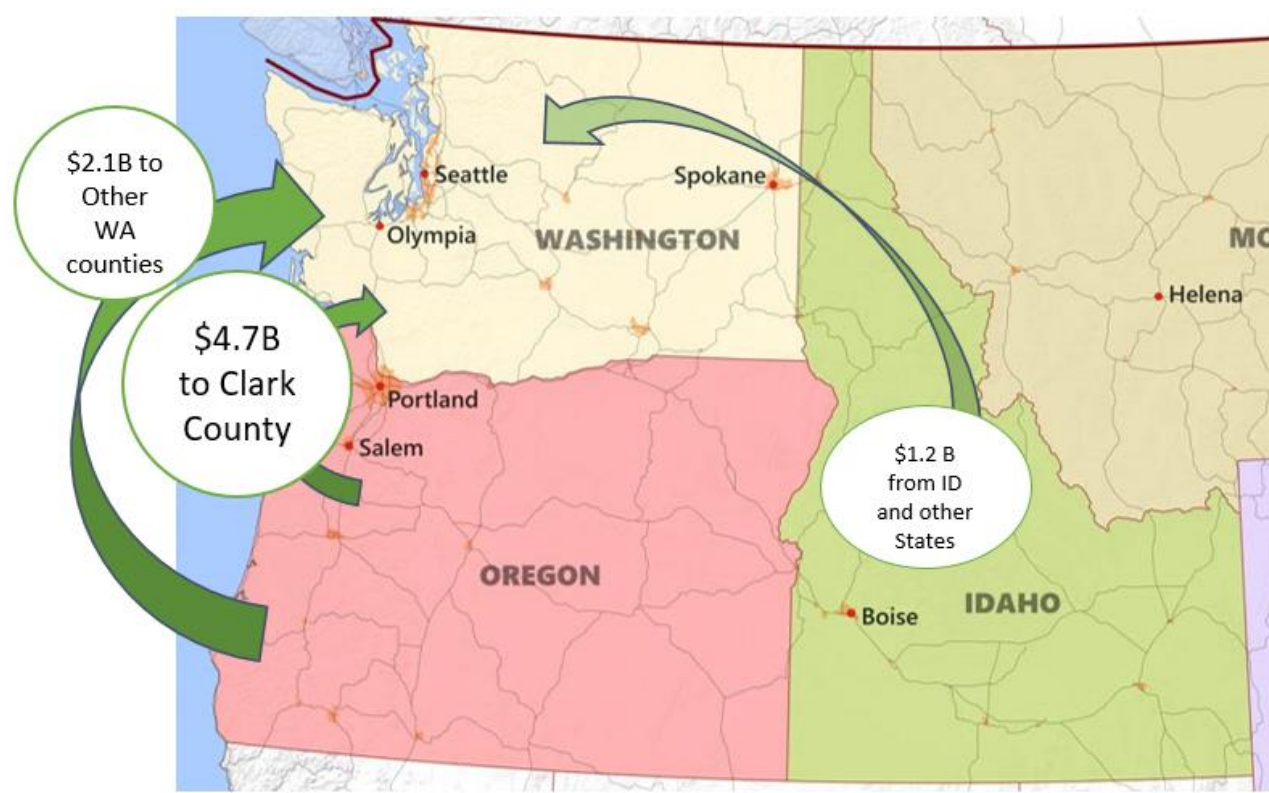 $2.1B to
Other
WA
counties
$4.7B
to Clark
County
$1.2 B
from ID
and other
States
Seattle
Spokane
Olympia
WASHINGTON
MO
Helena
Portland
Salem
OREGON
IDAHO
Boise